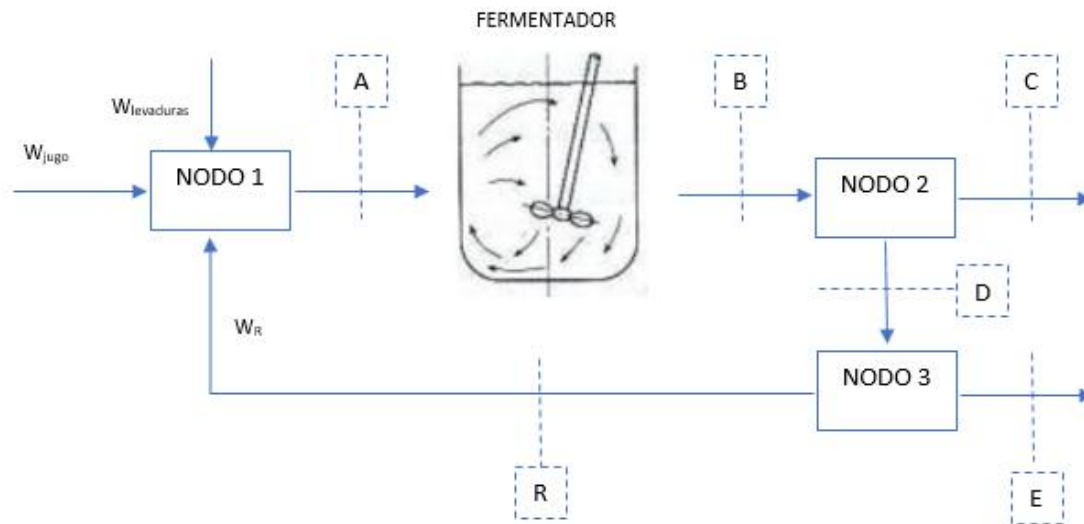 FERMENTADOR
A
B
C
Wlevaduras
Wjugo
NODO 1
NODO 2
D
WR
NODO 3
R
E